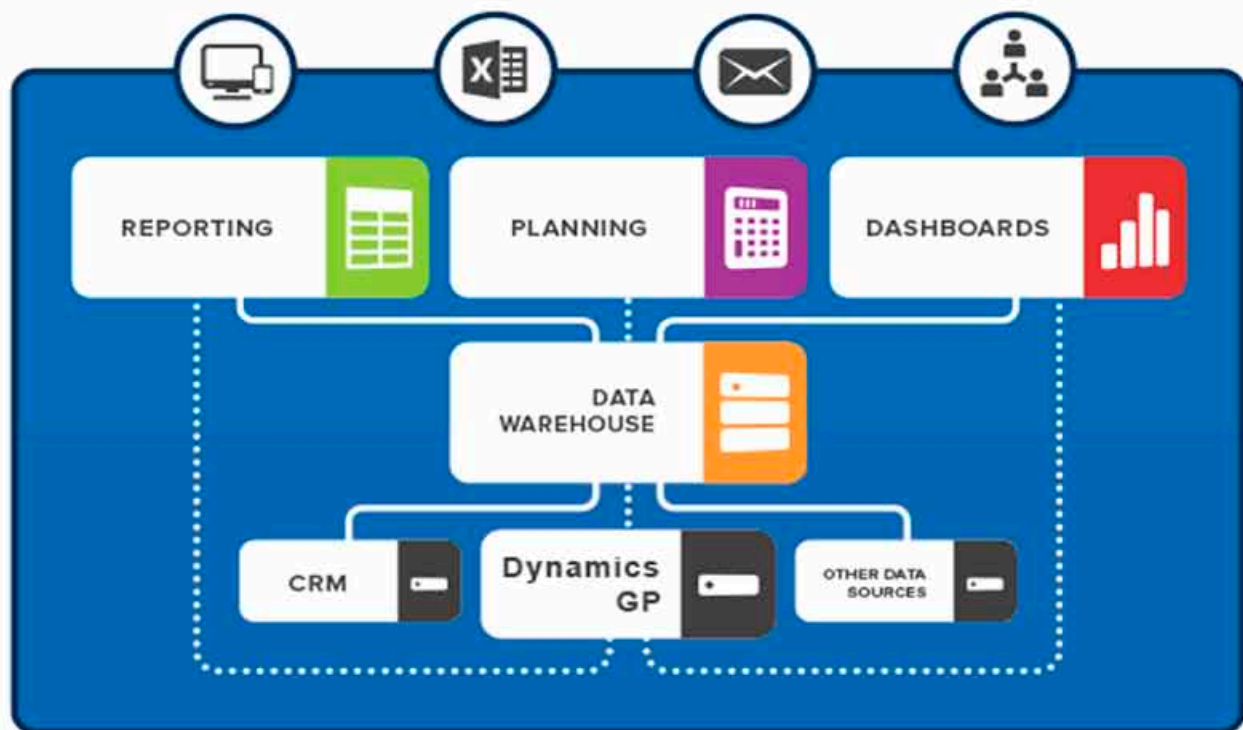 X
REPORTING
PLANNING
DASHBOARDS
DATA
WAREHOUSE
CRM
Dynamics
GP
OTHER DATA
SOURCES